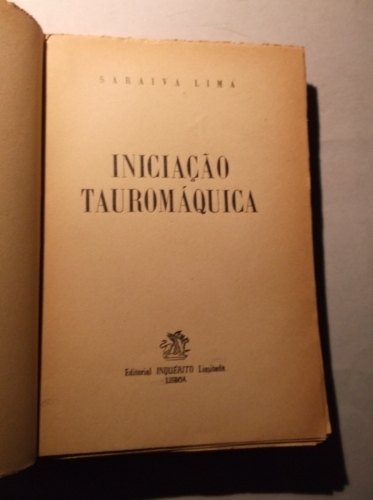 SARAIVA LIMA
INICIAÇÃO
TAUROMÁQUICA
Editorial INQUÉRITO Limitada
LISBOA